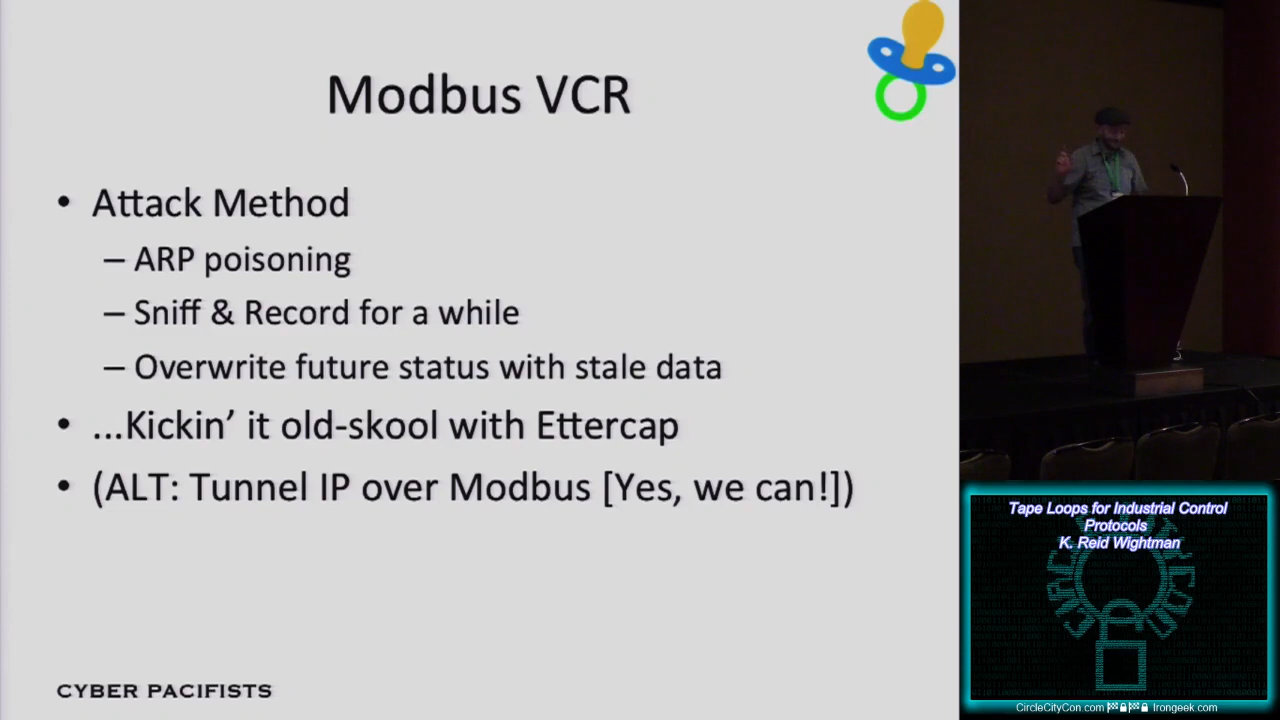 Modbus VCR
• Attack Method
– ARP poisoning
– Sniff & Record for a while
– Overwrite future status with stale data
• ...Kickin’ it old-skool with Ettercap
• (ALT: Tunnel IP over Modbus [Yes, we can!])
CYBER PACIFISTS
Tape Loops for Industrial Control
Protocols
K. Reid Wightman
CircleCityCon.com Irongeek.com